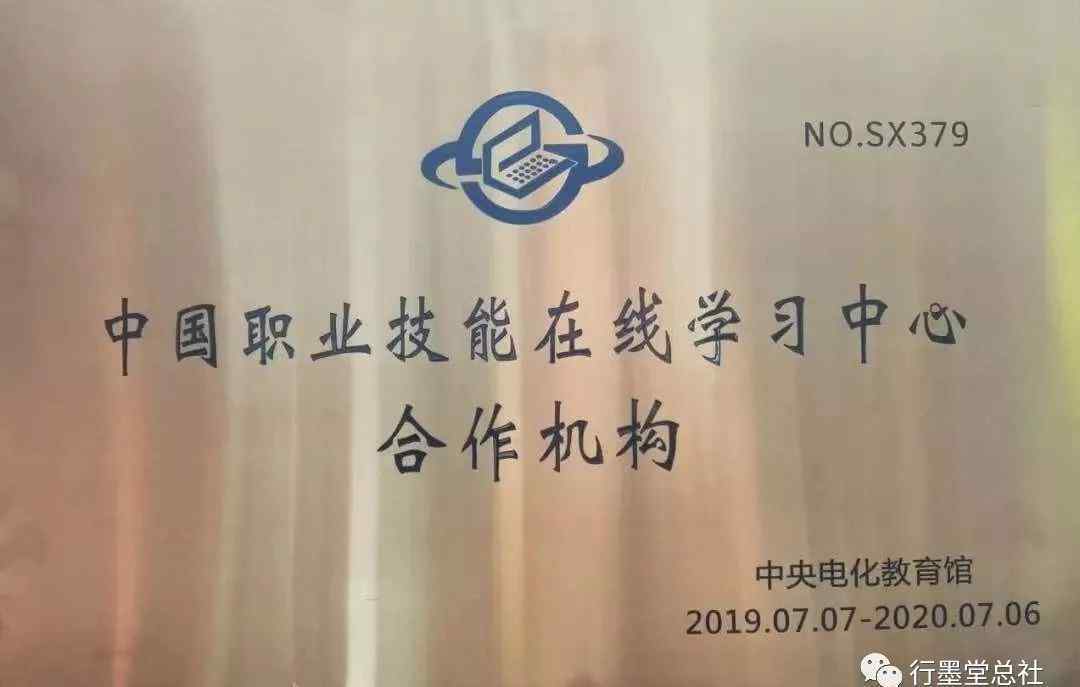 NO.SX379
中国职业技能在线学习中心
合作机构
中央电化教育馆
2019.07.07-2020.07.06
行墨堂总社